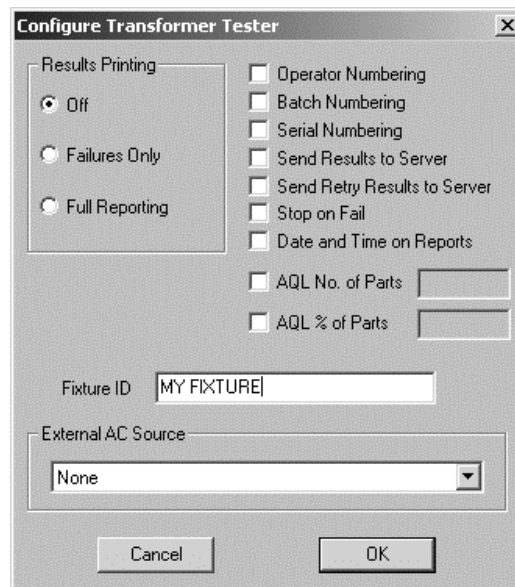 Configure Transformer Tester
Results Printing
Off
Failures Only
Full Reporting
Operator Numbering
Batch Numbering
Serial Numbering
Send Results to Server
Send Retry Results to Server
Stop on Fail
Date and Time on Reports
AQL No. of Parts
AQL % of Parts
Fixture ID
MY FIXTURE
External AC Source
None
Cancel
OK